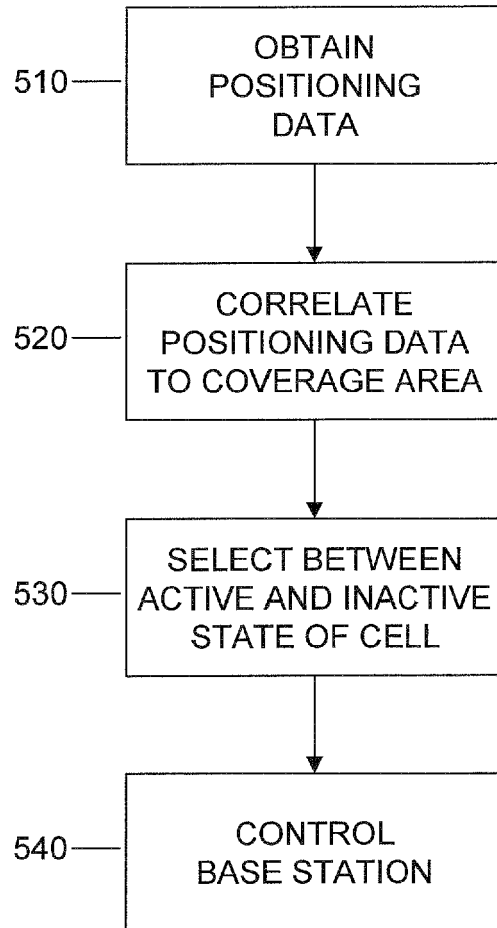 510
OBTAIN
POSITIONING
DATA
520
CORRELATE
POSITIONING DATA
TO COVERAGE AREA
530
SELECT BETWEEN
ACTIVE AND INACTIVE
STATE OF CELL
540
CONTROL
BASE STATION